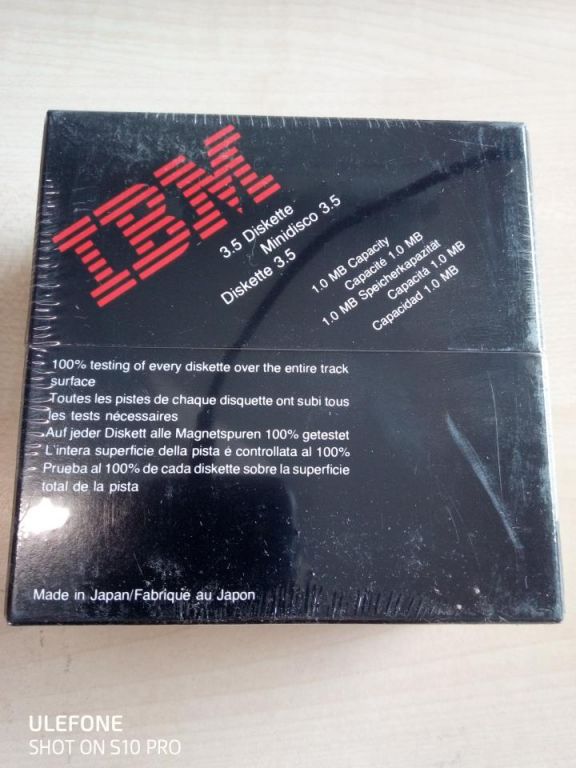 IBM
3.5 Diskette
Minidisco 3.5
Diskette 3.5
1.0 MB Capacity
Capacité 1.0 MB
1.0 MB Speicherkapazität
Capacità 1.0 MB
Capacidad 1.0 MB
100% testing of every diskette over the entire track
surface
Toutes les pistes de chaque disquette ont subi tous
les tests nécessaires
Auf jeder Diskett alle Magnetspuren 100% getestet
L'intera superficie della pista é controllata al 100%
Prueba al 100% de cada diskette sobre la superficie
total de la pista
Made in Japan/Fabrique au Japon
ULEFONE
SHOT ON S10 PRO